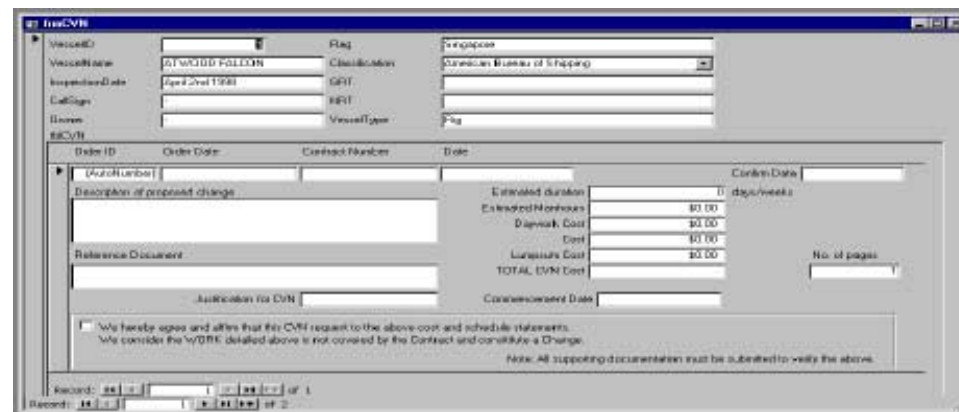 frmCVN
VesselID Flag Singapore
VesselName ATWOOD FALCON Classification American Bureau of Shipping
InspectionDate April 2nd 1998 GRT
CallSign - NRT
Owner - VesselType Rig
Order ID Order Date Contract Number Date
(AutoNumber) Confirm Date
Description of proposed change Estimated duration 0 days/weeks
Estimated Manhours $0.00
Daywork Cost $0.00
Cost $0.00
Reference Document Lumpsum Cost $0.00 No. of pages
TOTAL CVN Cost 1
Justification for CVN Commencement Date
We hereby agree and affirm that this CVN request to the above cost and schedule statements.
We consider the WORK detailed above is not covered by the Contract and constitute a Change.
Note: All supporting documentation must be submitted to verify the above.
Record: 1 of 1
Record: 1 of 2